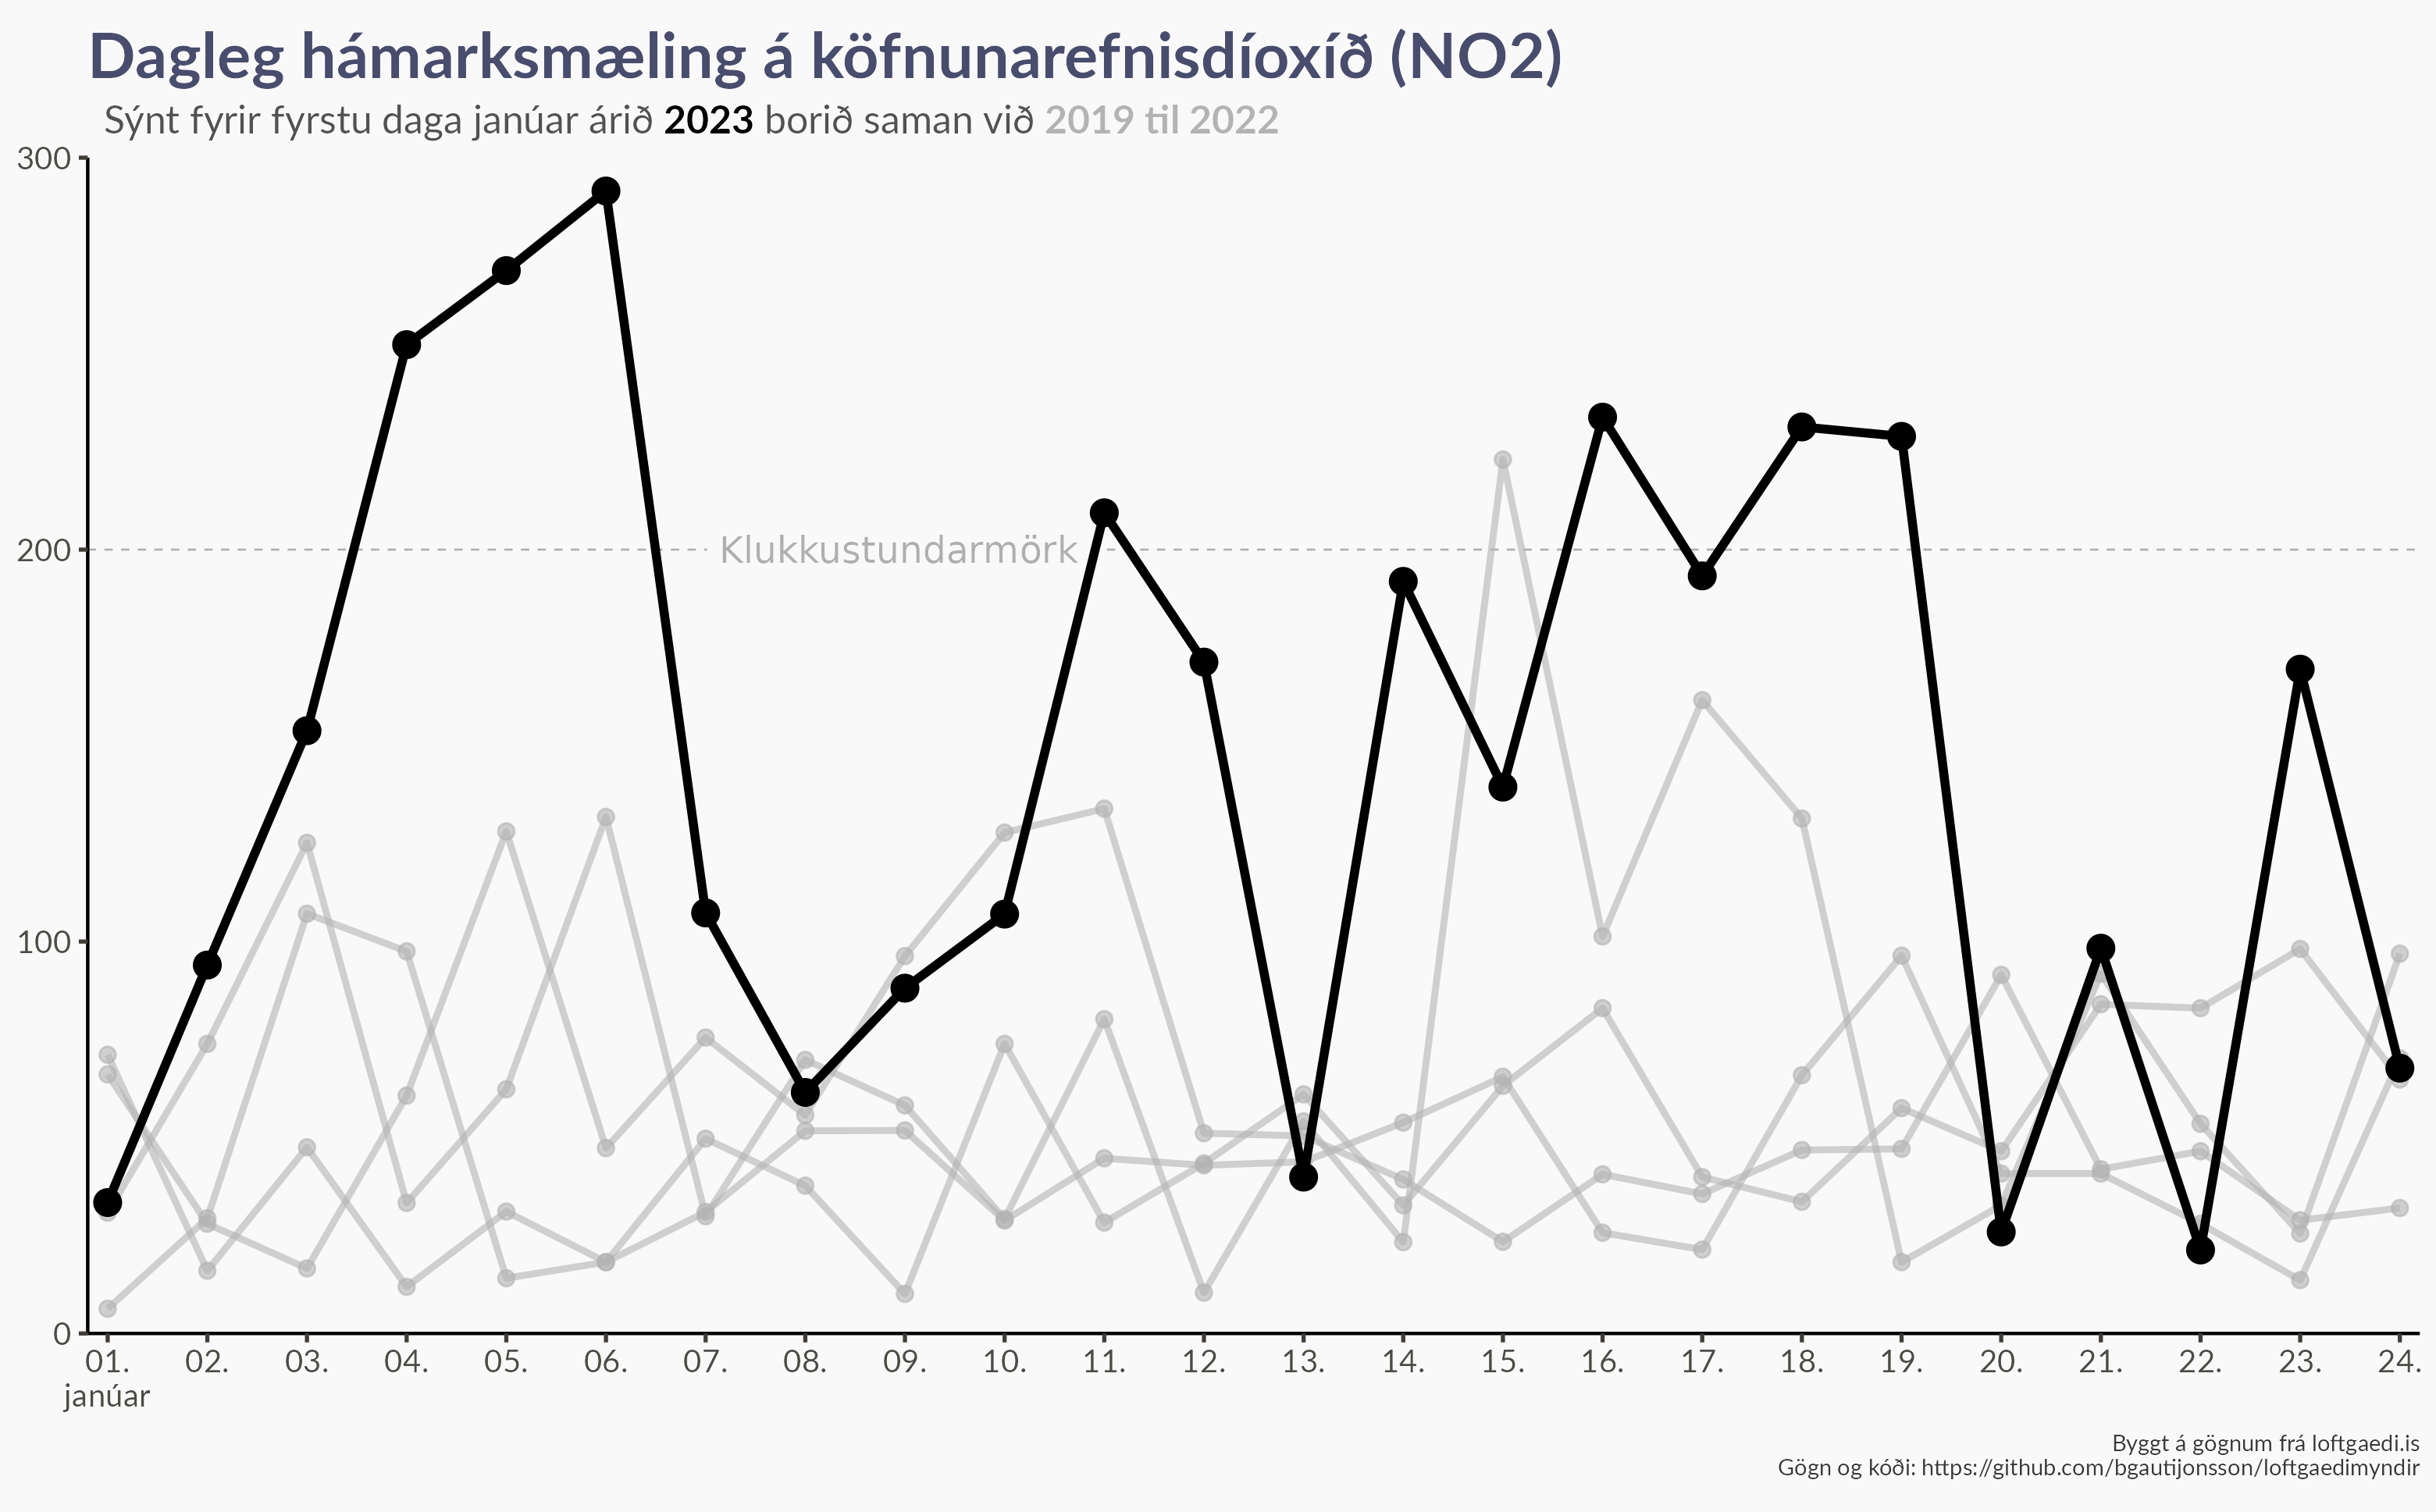 Dagleg hámarksmæling á köfnunarefnisdíoxíð (NO2)
Sýnt fyrir fyrstu daga janúar árið 2023 borið saman við 2019 til 2022
300
200
Klukkustundarmörk
100
0
01. 02. 03. 04. 05. 06. 07. 08. 09. 10. 11. 12. 13. 14. 15. 16. 17. 18. 19. 20. 21. 22. 23. 24.
janúar
Byggt á gögnum frá loftgaedi.is
Gögn og kóði: https://github.com/bgautijonsson/loftgaedimyndir